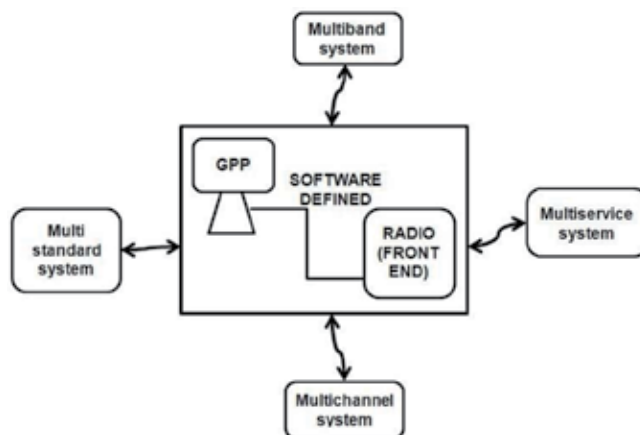 Multiband
system
GPP
SOFTWARE
DEFINED
RADIO
(FRONT
END)
Multi
standard
system
Multiservice
system
Multichannel
system